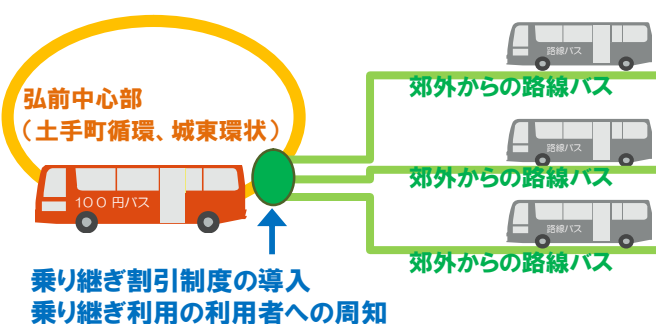 弘前中心部
（土手町循環、城東環状）
100円バス
路線バス
郊外からの路線バス
路線バス
郊外からの路線バス
路線バス
郊外からの路線バス
乗り継ぎ割引制度の導入
乗り継ぎ利用の利用者への周知